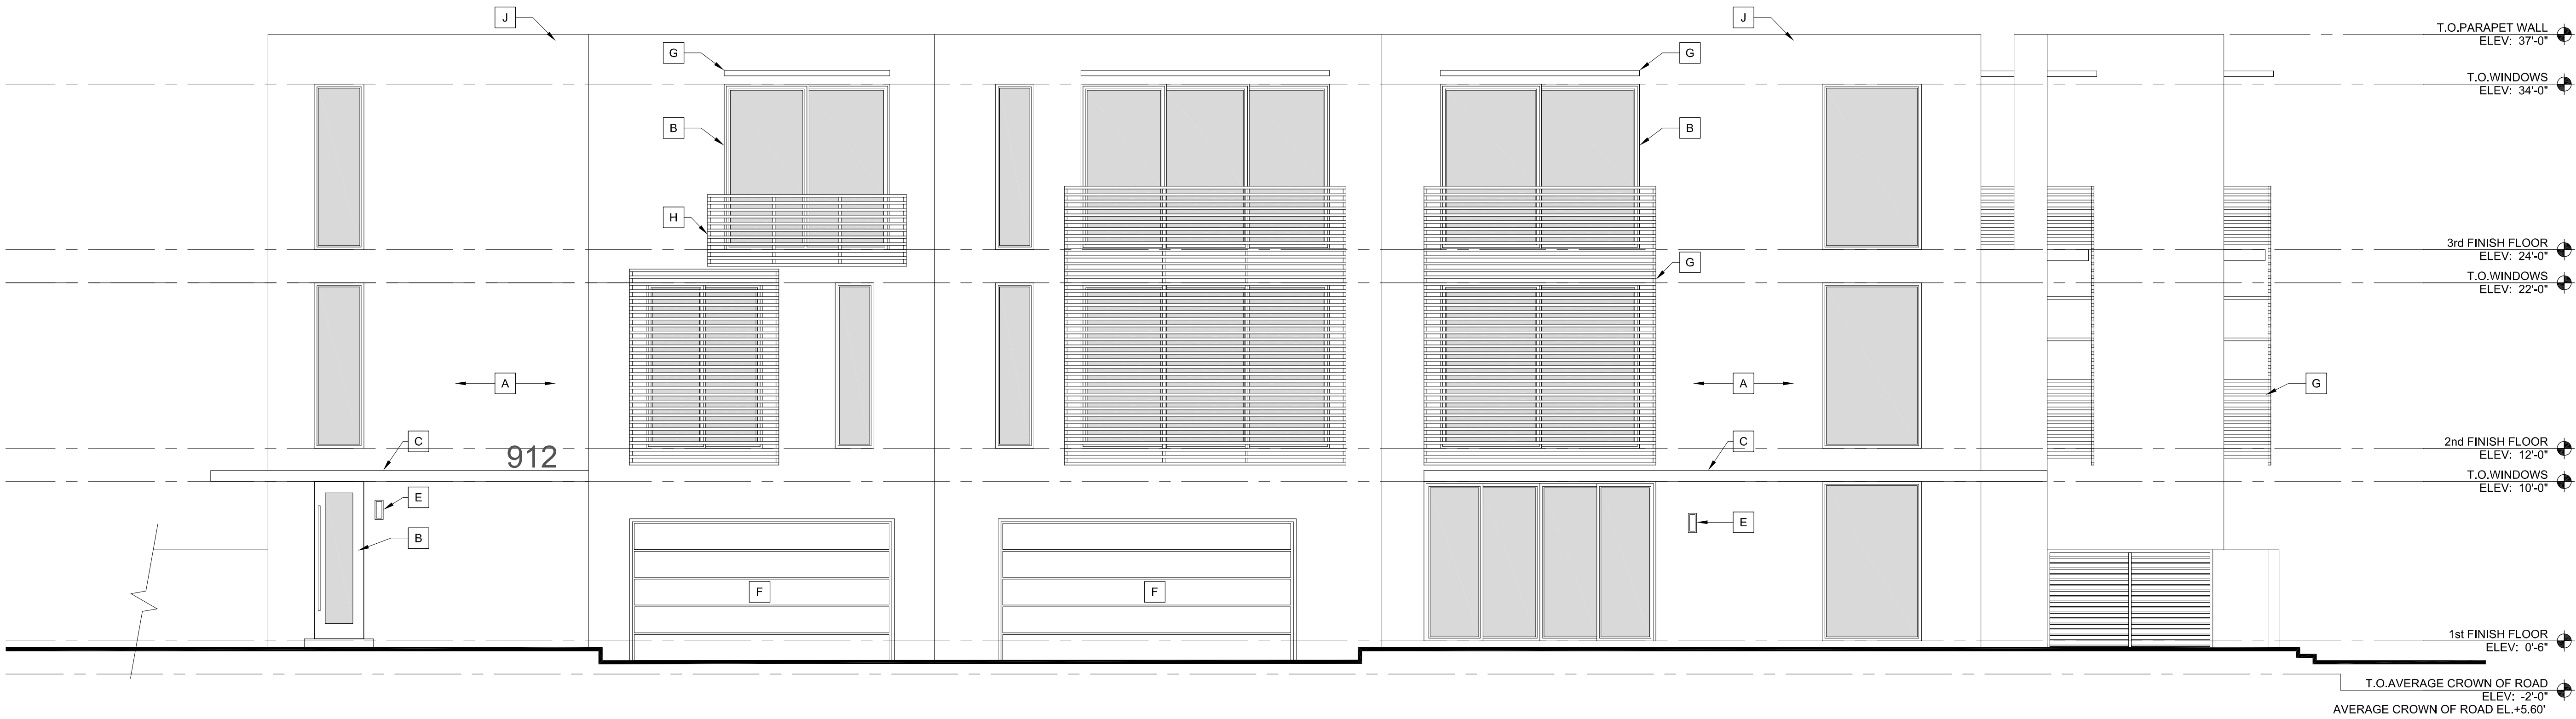 J
J
T.O.PARAPET WALL
ELEV: 37'-0"
G
G
T.O.WINDOWS
ELEV: 34'-0"
B
B
H
3rd FINISH FLOOR
ELEV: 24'-0"
G
T.O.WINDOWS
ELEV: 22'-0"
A
A
G
C
C
912
2nd FINISH FLOOR
ELEV: 12'-0"
T.O.WINDOWS
ELEV: 10'-0"
E
E
B
F
F
1st FINISH FLOOR
ELEV: 0'-6"
T.O.AVERAGE CROWN OF ROAD
ELEV: -2'-0"
AVERAGE CROWN OF ROAD EL.+5.60'